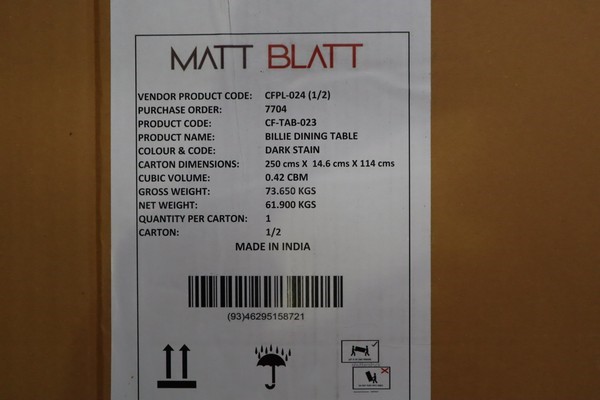 MATT BLATT
VENDOR PRODUCT CODE: CFPL-024 (1/2)
PURCHASE ORDER: 7704
PRODUCT CODE: CF-TAB-023
PRODUCT NAME: BILLIE DINING TABLE
COLOUR & CODE: DARK STAIN
CARTON DIMENSIONS: 250 cms X 14.6 cms X 114 cms
CUBIC VOLUME: 0.42 CBM
GROSS WEIGHT: 73.650 KGS
NET WEIGHT: 61.900 KGS
QUANTITY PER CARTON: 1
CARTON: 1/2
MADE IN INDIA
(93)46295158721